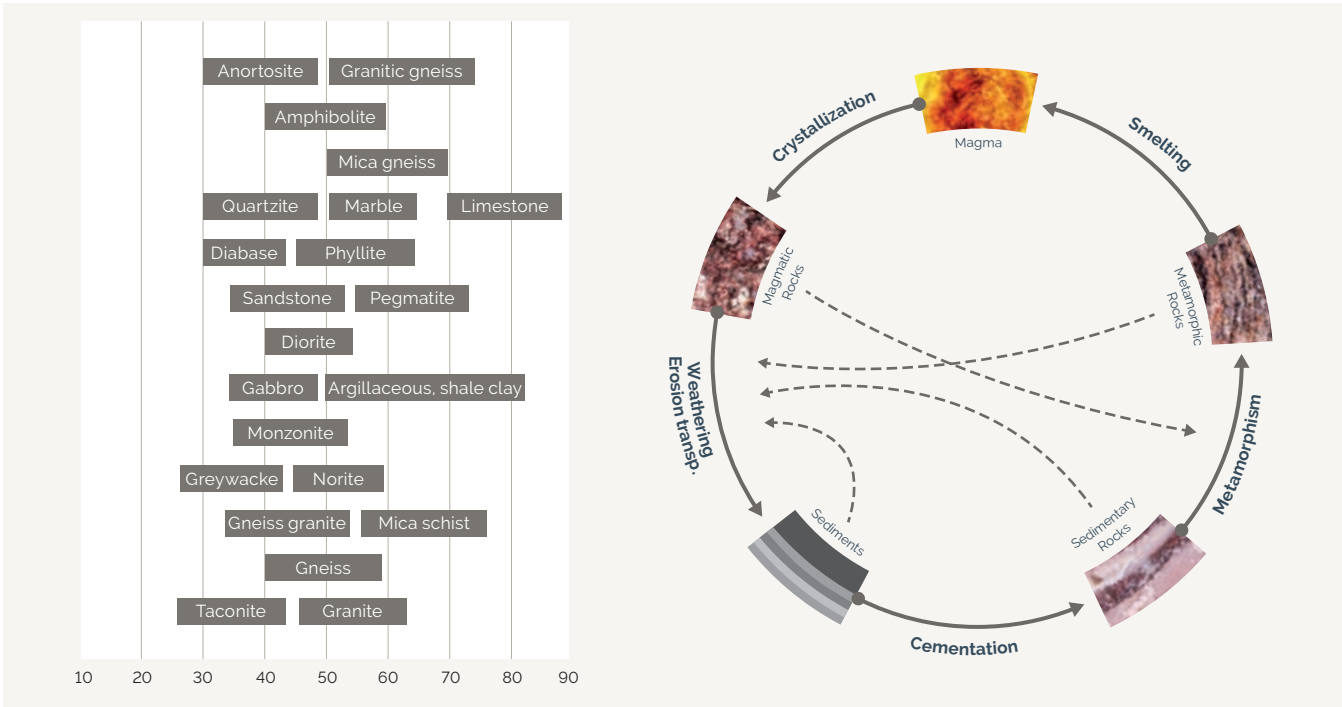 Anortosite
Granitic gneiss
Amphibolite
Mica gneiss
Quartzite
Marble
Limestone
Diabase
Phyllite
Sandstone
Pegmatite
Diorite
Gabbro
Argillaceous, shale clay
Monzonite
Greywacke
Norite
Gneiss granite
Mica schist
Gneiss
Taconite
Granite
10 20 30 40 50 60 70 80 90
Crystallization
Magma
Smelting
Magmatic
Rocks
Metamorphic
Rocks
Weathering
Erosion transp.
Metamorphism
Sediments
Sedimentary
Rocks
Cementation